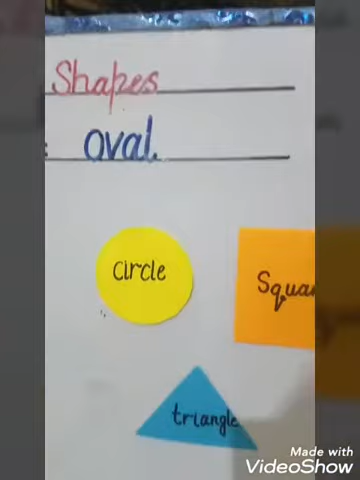 Shapes
oval.
circle
Squa
triangle
Made with
VideoShow